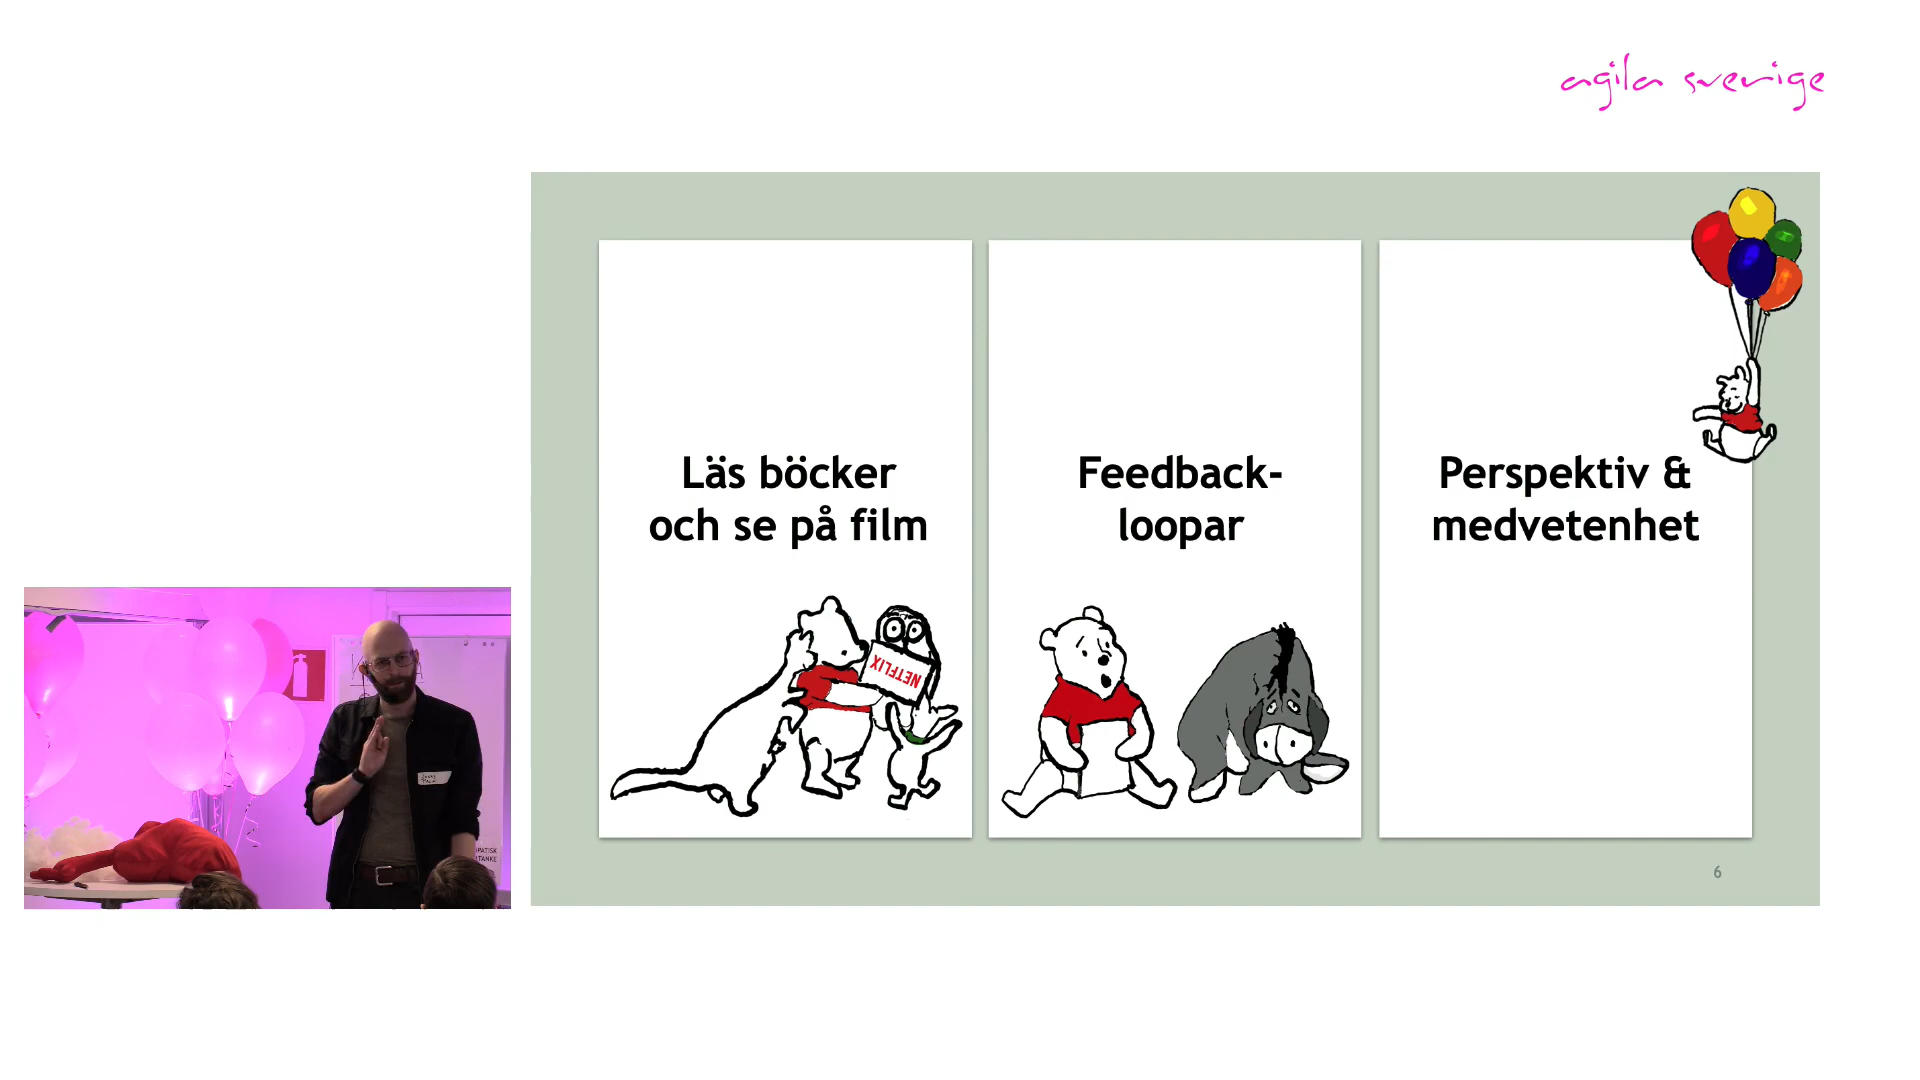 agila sverige
Läs böcker
och se på film
Feedback-
loopar
Perspektiv &
medvetenhet
NETFLIX
6